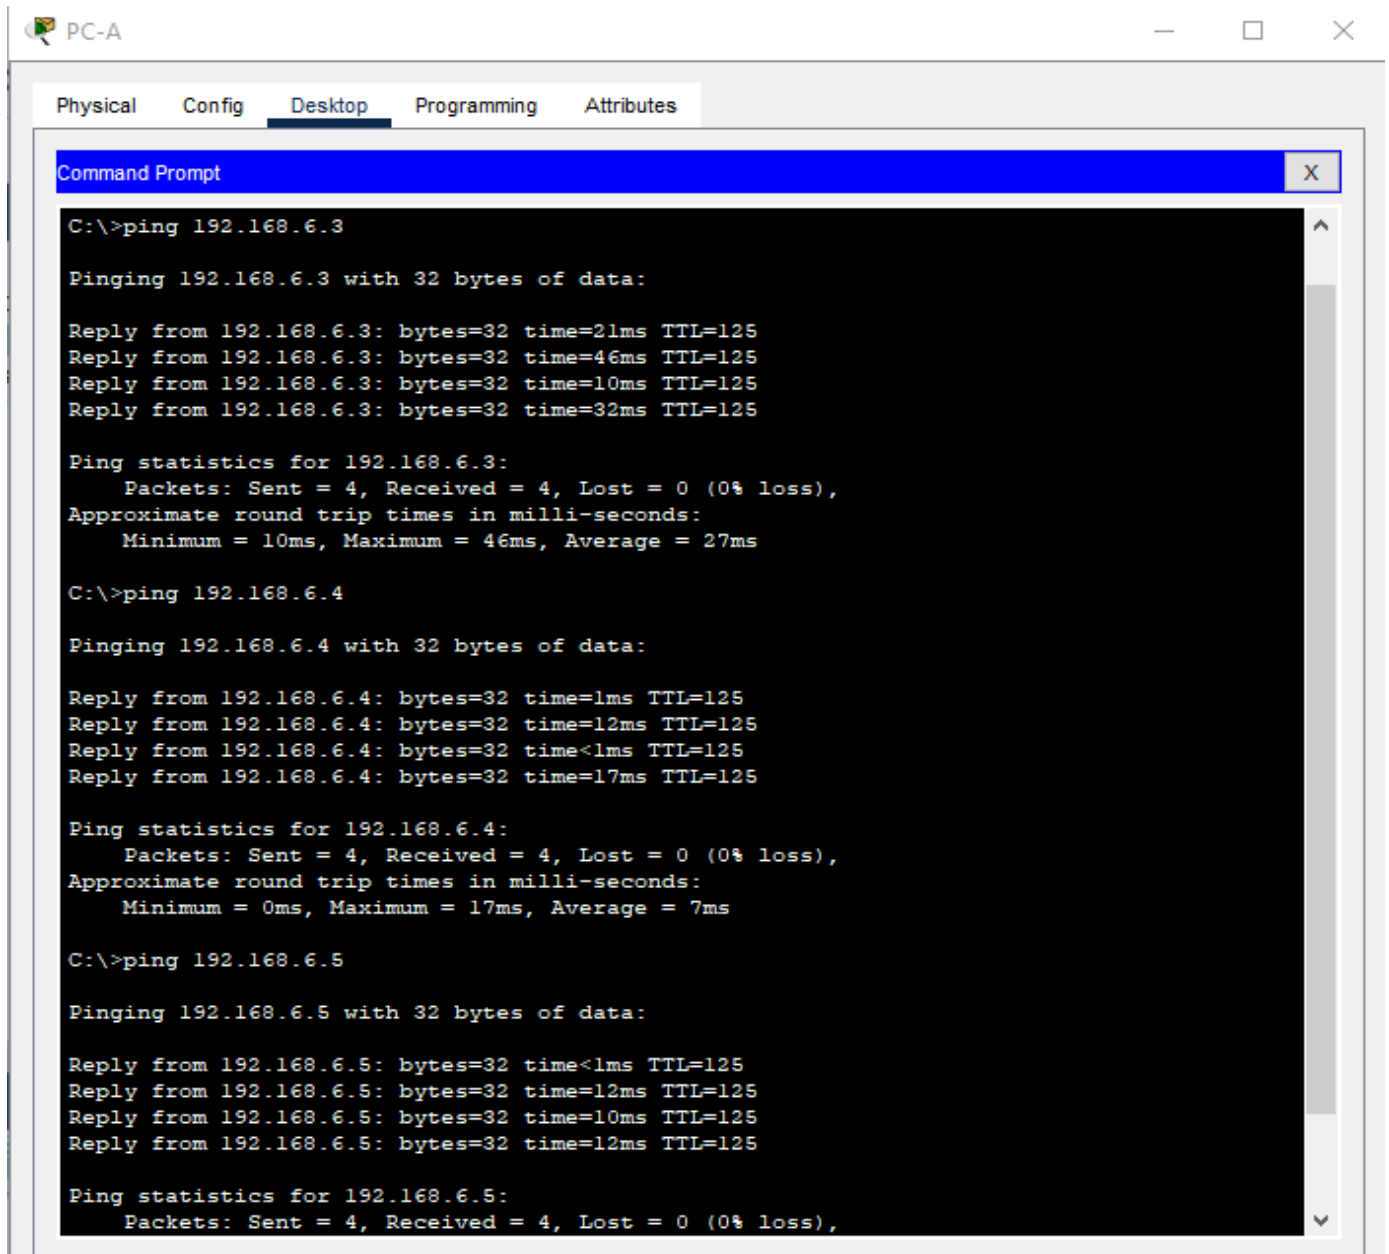 PC-A
Physical Config Desktop Programming Attributes
Command Prompt X
C:\>ping 192.168.6.3
Pinging 192.168.6.3 with 32 bytes of data:
Reply from 192.168.6.3: bytes=32 time=21ms TTL=125
Reply from 192.168.6.3: bytes=32 time=46ms TTL=125
Reply from 192.168.6.3: bytes=32 time=10ms TTL=125
Reply from 192.168.6.3: bytes=32 time=32ms TTL=125
Ping statistics for 192.168.6.3:
Packets: Sent = 4, Received = 4, Lost = 0 (0% loss),
Approximate round trip times in milli-seconds:
Minimum = 10ms, Maximum = 46ms, Average = 27ms
C:\>ping 192.168.6.4
Pinging 192.168.6.4 with 32 bytes of data:
Reply from 192.168.6.4: bytes=32 time=1ms TTL=125
Reply from 192.168.6.4: bytes=32 time=12ms TTL=125
Reply from 192.168.6.4: bytes=32 time<1ms TTL=125
Reply from 192.168.6.4: bytes=32 time=17ms TTL=125
Ping statistics for 192.168.6.4:
Packets: Sent = 4, Received = 4, Lost = 0 (0% loss),
Approximate round trip times in milli-seconds:
Minimum = 0ms, Maximum = 17ms, Average = 7ms
C:\>ping 192.168.6.5
Pinging 192.168.6.5 with 32 bytes of data:
Reply from 192.168.6.5: bytes=32 time<1ms TTL=125
Reply from 192.168.6.5: bytes=32 time=12ms TTL=125
Reply from 192.168.6.5: bytes=32 time=10ms TTL=125
Reply from 192.168.6.5: bytes=32 time=12ms TTL=125
Ping statistics for 192.168.6.5:
Packets: Sent = 4, Received = 4, Lost = 0 (0% loss),